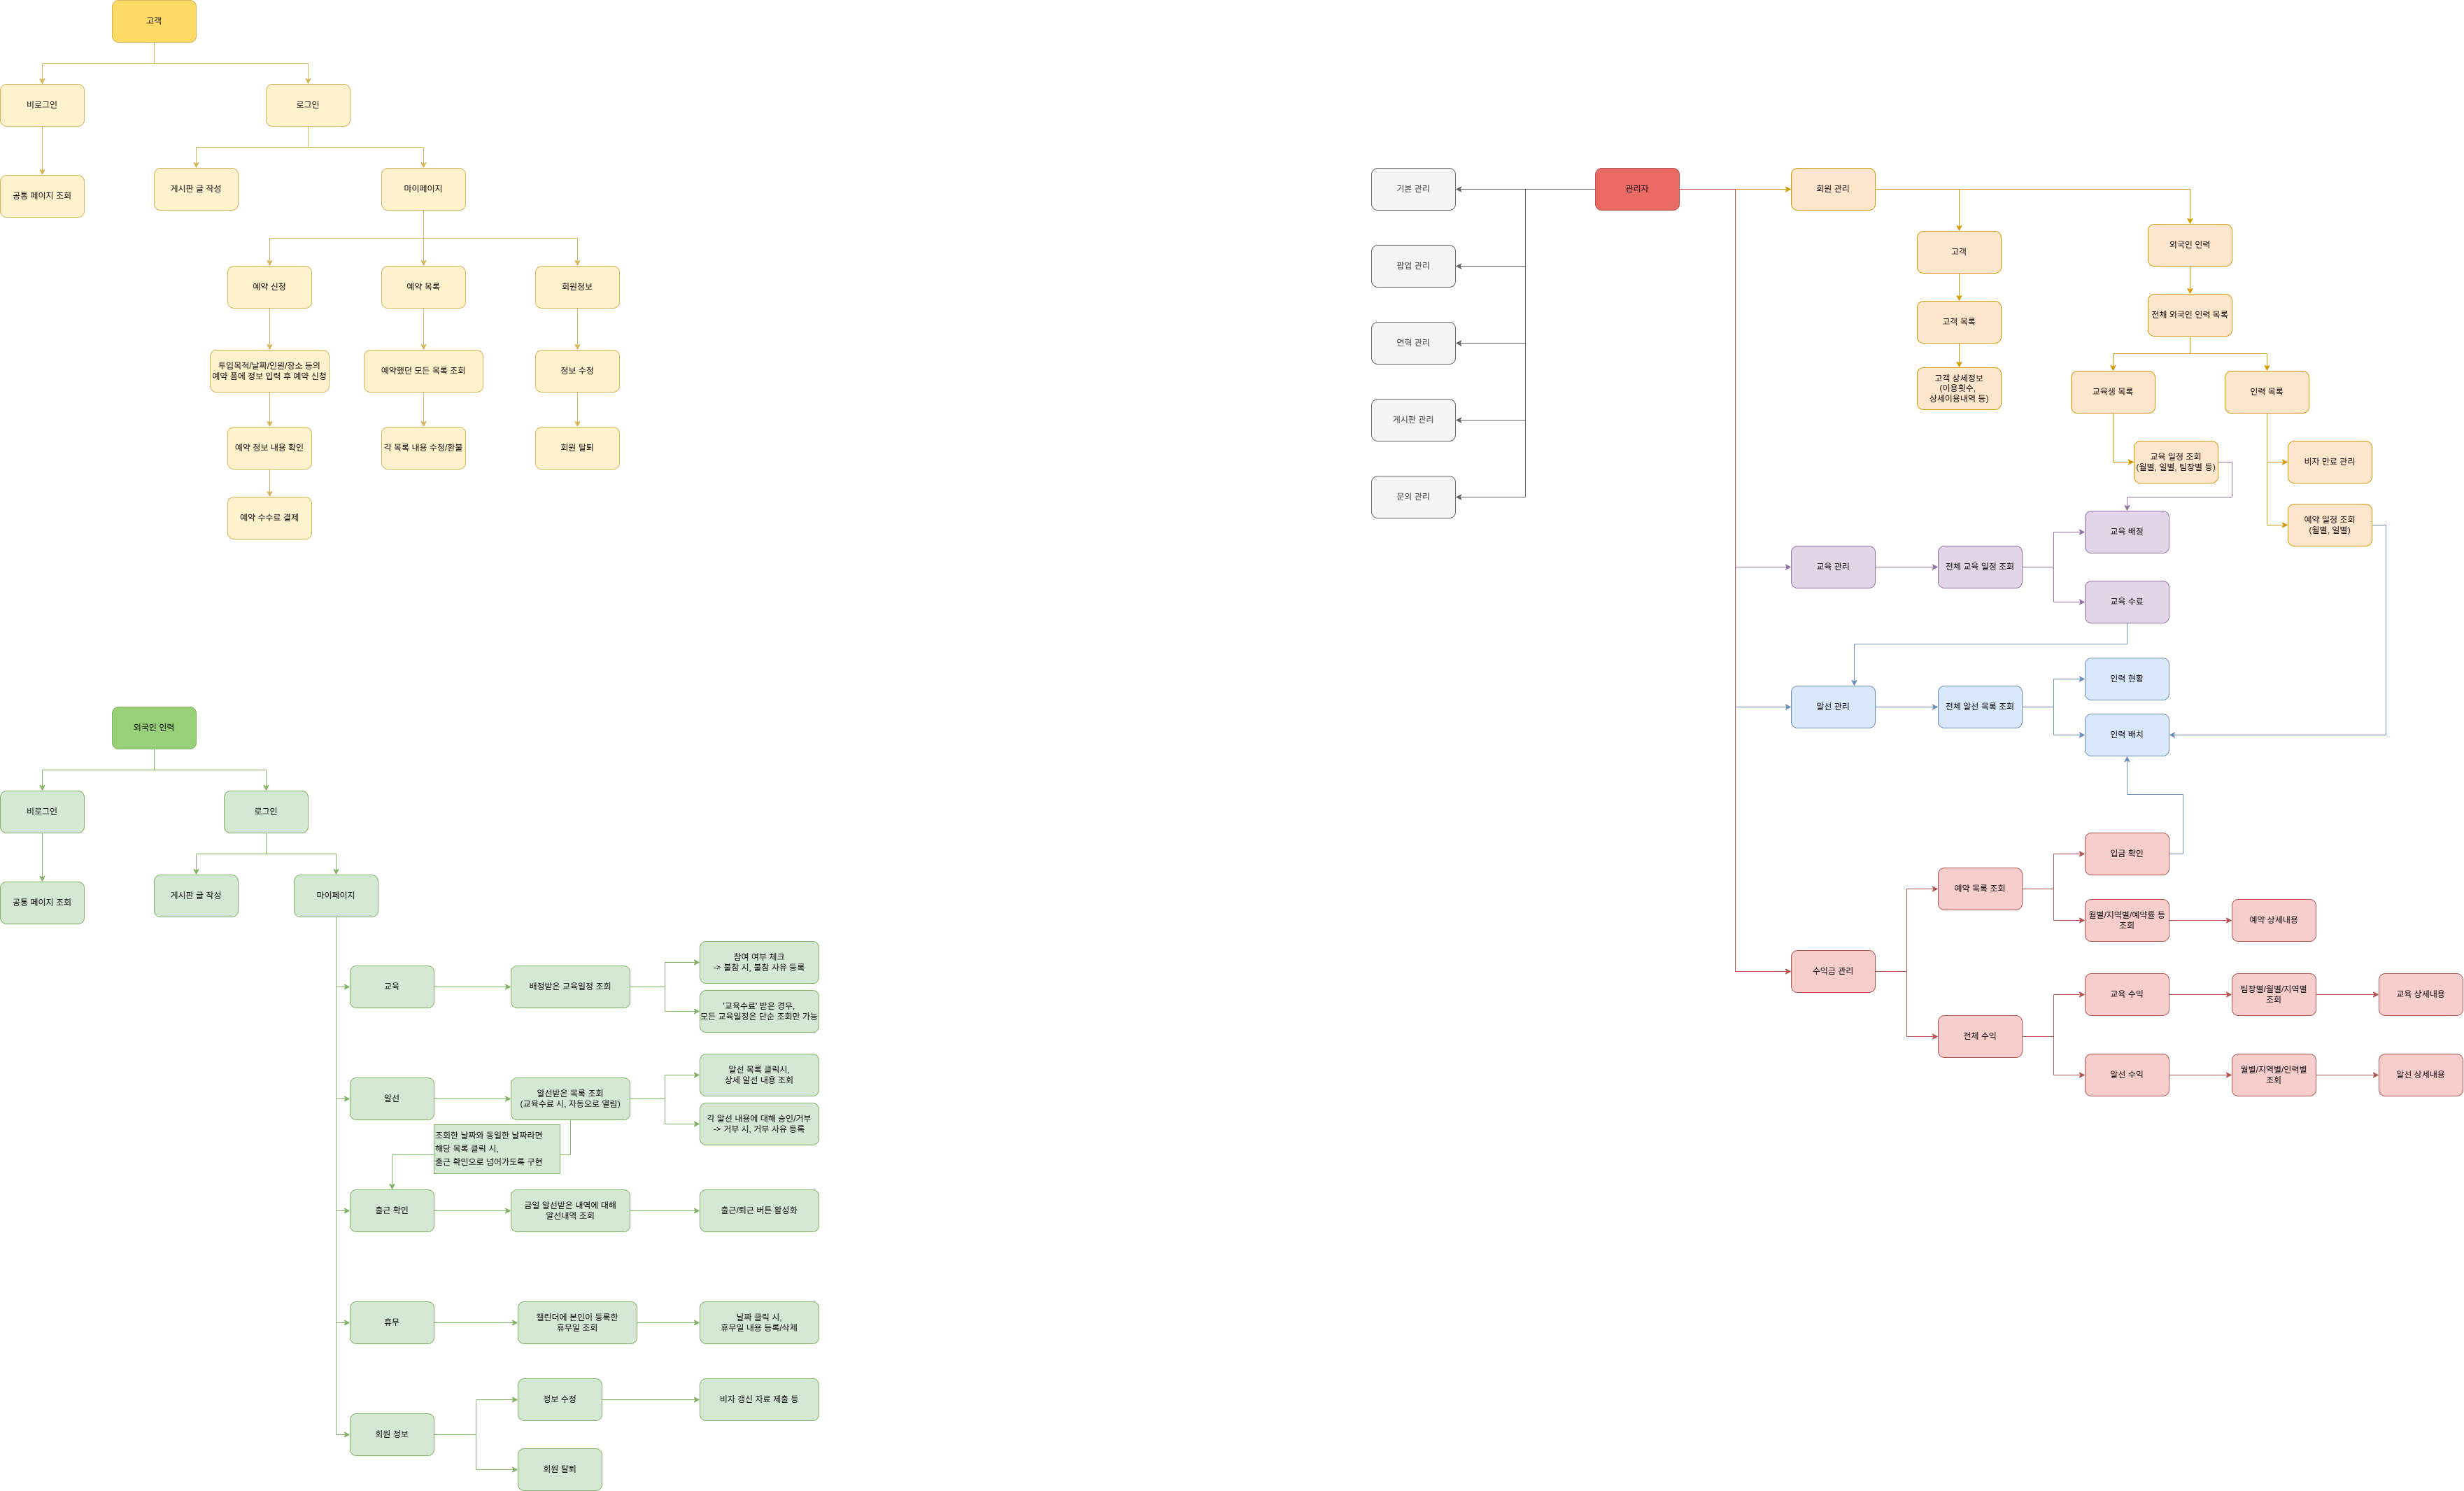 고객
비로그인
로그인
공통 페이지 조회
게시판 글 작성
마이페이지
예약 신청
예약 목록
회원정보
투입목적/날짜/인원/장소 등의
예약 폼에 정보 입력 후 예약 신청
예약했던 모든 목록 조회
정보 수정
예약 정보 내용 확인
각 목록 내용 수정/환불
회원 탈퇴
예약 수수료 결제
외국인 인력
비로그인
로그인
공통 페이지 조회
게시판 글 작성
마이페이지
교육
배정받은 교육일정 조회
참여 여부 체크
-> 불참 시, 불참 사유 등록
'교육수료' 받은 경우,
모든 교육일정은 단순 조회만 가능
알선
알선받은 목록 조회
(교육수료 시, 자동으로 열림)
알선 목록 클릭시,
상세 알선 내용 조회
각 알선 내용에 대해 승인/거부
-> 거부 시, 거부 사유 등록
조회한 날짜와 동일한 날짜라면
해당 목록 클릭 시,
출근 확인으로 넘어가도록 구현
출근 확인
금일 알선받은 내역에 대해
알선내역 조회
출근/퇴근 버튼 활성화
휴무
캘린더에 본인이 등록한
휴무일 조회
날짜 클릭 시,
휴무일 내용 등록/삭제
회원 정보
정보 수정
비자 갱신 자료 제출 등
회원 탈퇴
관리자
기본 관리
팝업 관리
연혁 관리
게시판 관리
문의 관리
회원 관리
고객
고객 목록
고객 상세정보
(이용횟수,
상세이용내역 등)
외국인 인력
전체 외국인 인력 목록
교육생 목록
인력 목록
교육 일정 조회
(월별, 일별, 팀장별 등)
비자 만료 관리
예약 일정 조회
(월별, 일별)
교육 관리
전체 교육 일정 조회
교육 배정
교육 수료
알선 관리
전체 알선 목록 조회
인력 현황
인력 배치
수익금 관리
예약 목록 조회
입금 확인
월별/지역별/예약률 등
조회
예약 상세내용
전체 수익
교육 수익
팀장별/월별/지역별
조회
교육 상세내용
알선 수익
월별/지역별/인력별
조회
알선 상세내용